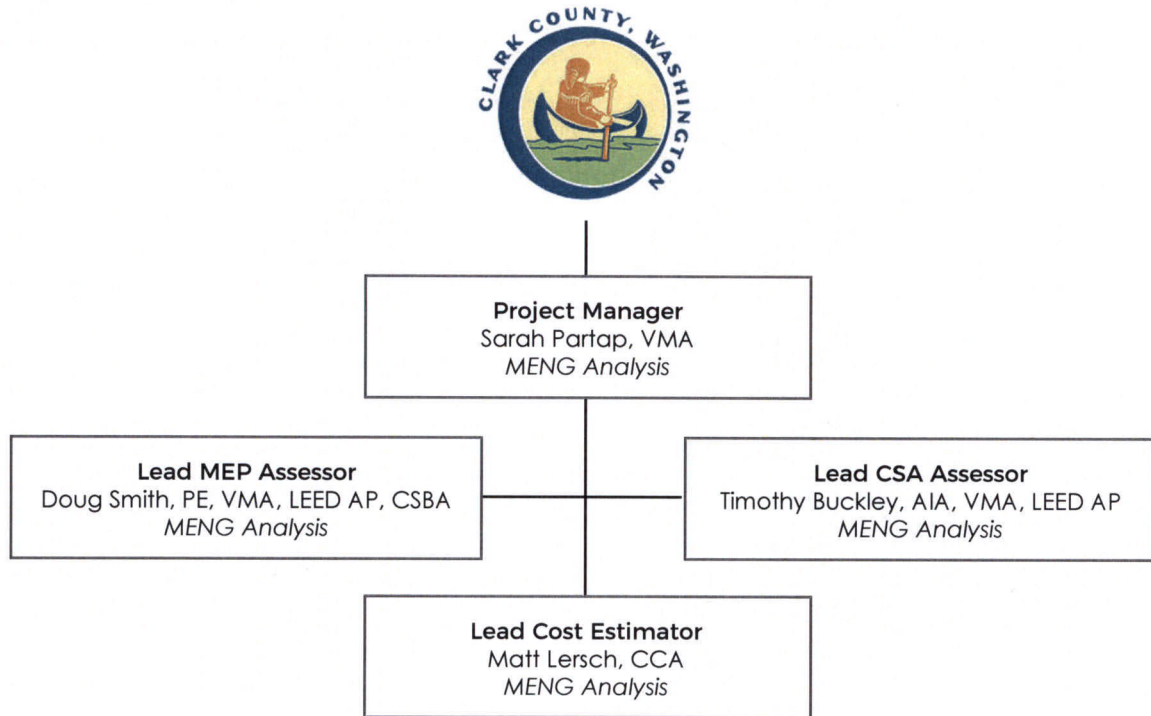 CLARK COUNTY, WASHINGTON
Project Manager
Sarah Partap, VMA
MENG Analysis
Lead MEP Assessor
Doug Smith, PE, VMA, LEED AP, CSBA
MENG Analysis
Lead CSA Assessor
Timothy Buckley, AIA, VMA, LEED AP
MENG Analysis
Lead Cost Estimator
Matt Lersch, CCA
MENG Analysis